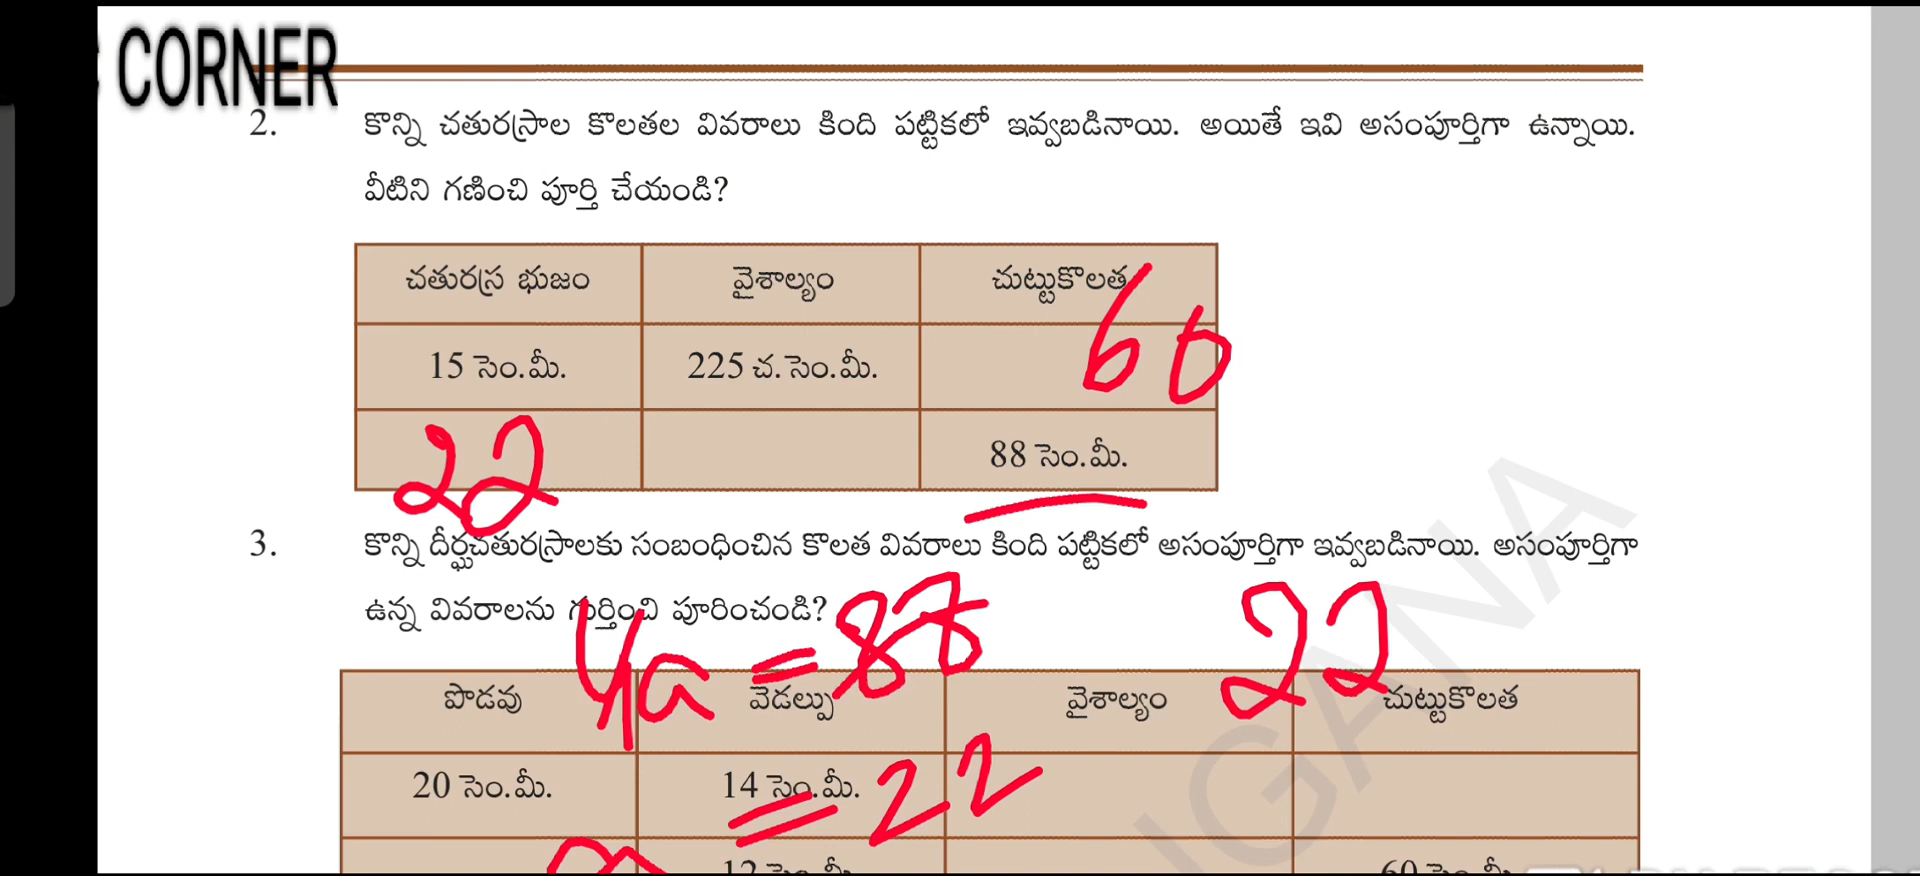 CORNER
2. కొన్ని చతురస్రాల కొలతల వివరాలు కింది పట్టికలో ఇవ్వబడినాయి. అయితే ఇవి అసంపూర్తిగా ఉన్నాయి.
వీటిని గణించి పూర్తి చేయండి?
చతురస్ర భుజం వైశాల్యం చుట్టుకొలత
15 సెం.మీ. 225 చ.సెం.మీ. 60
22 88 సెం.మీ.
3. కొన్ని దీర్ఘచతురస్రాలకు సంబంధించిన కొలత వివరాలు కింది పట్టికలో అసంపూర్తిగా ఇవ్వబడినాయి. అసంపూర్తిగా
ఉన్న వివరాలను గుర్తించి పూరించండి?
4a = 88 22
పొడవు వెడల్పు వైశాల్యం చుట్టుకొలత
20 సెం.మీ. 14 సెం.మీ.
= 22
12 సెం.మీ. 60 సెం.మీ.